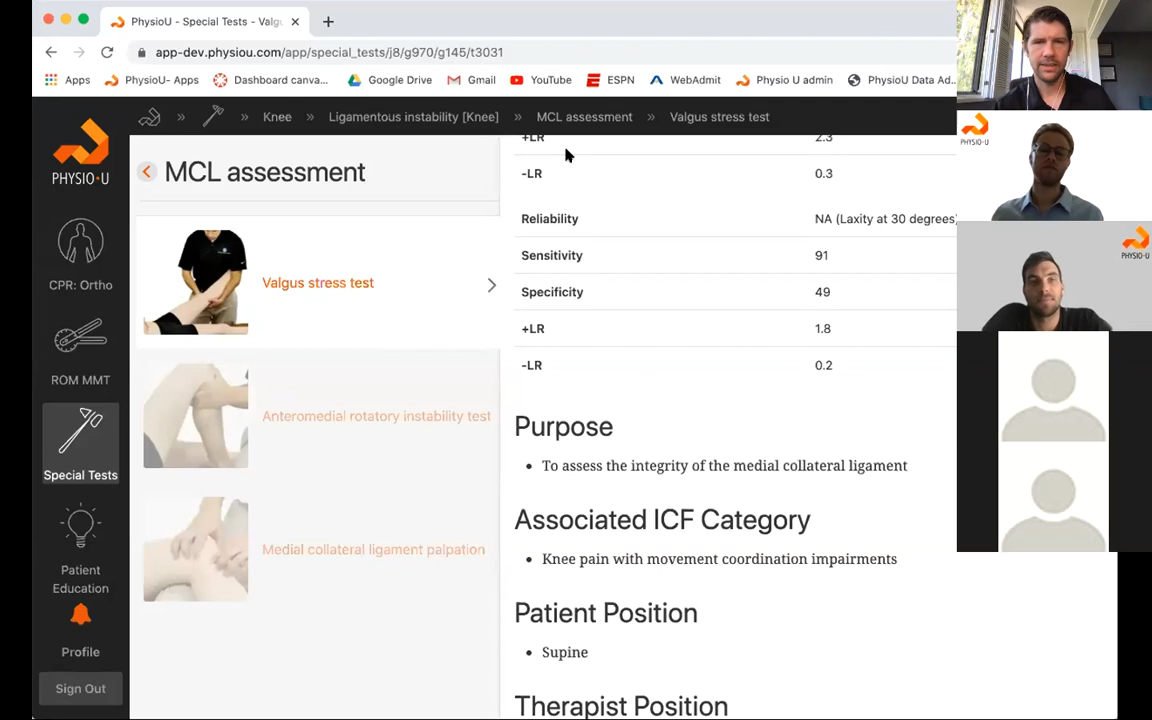 PhysioU - Special Tests - Valgu
app-dev.physiou.com/app/special_tests/j8/g970/g145/t3031
Apps PhysioU- Apps Dashboard canva... Google Drive Gmail YouTube ESPN WebAdmit Physio U admin PhysioU Data Ad...
» » Knee » Ligamentous instability [Knee] » MCL assessment » Valgus stress test
PHYSIO•U
CPR: Ortho
ROM MMT
Special Tests
Patient
Education
Profile
Sign Out
MCL assessment
Valgus stress test
Anteromedial rotatory instability test
Medial collateral ligament palpation
+LR 2.3
-LR 0.3
Reliability NA (Laxity at 30 degrees)
Sensitivity 91
Specificity 49
+LR 1.8
-LR 0.2
Purpose
• To assess the integrity of the medial collateral ligament
Associated ICF Category
• Knee pain with movement coordination impairments
Patient Position
• Supine
Therapist Position
PHYSIO•U
PHYSIO•U